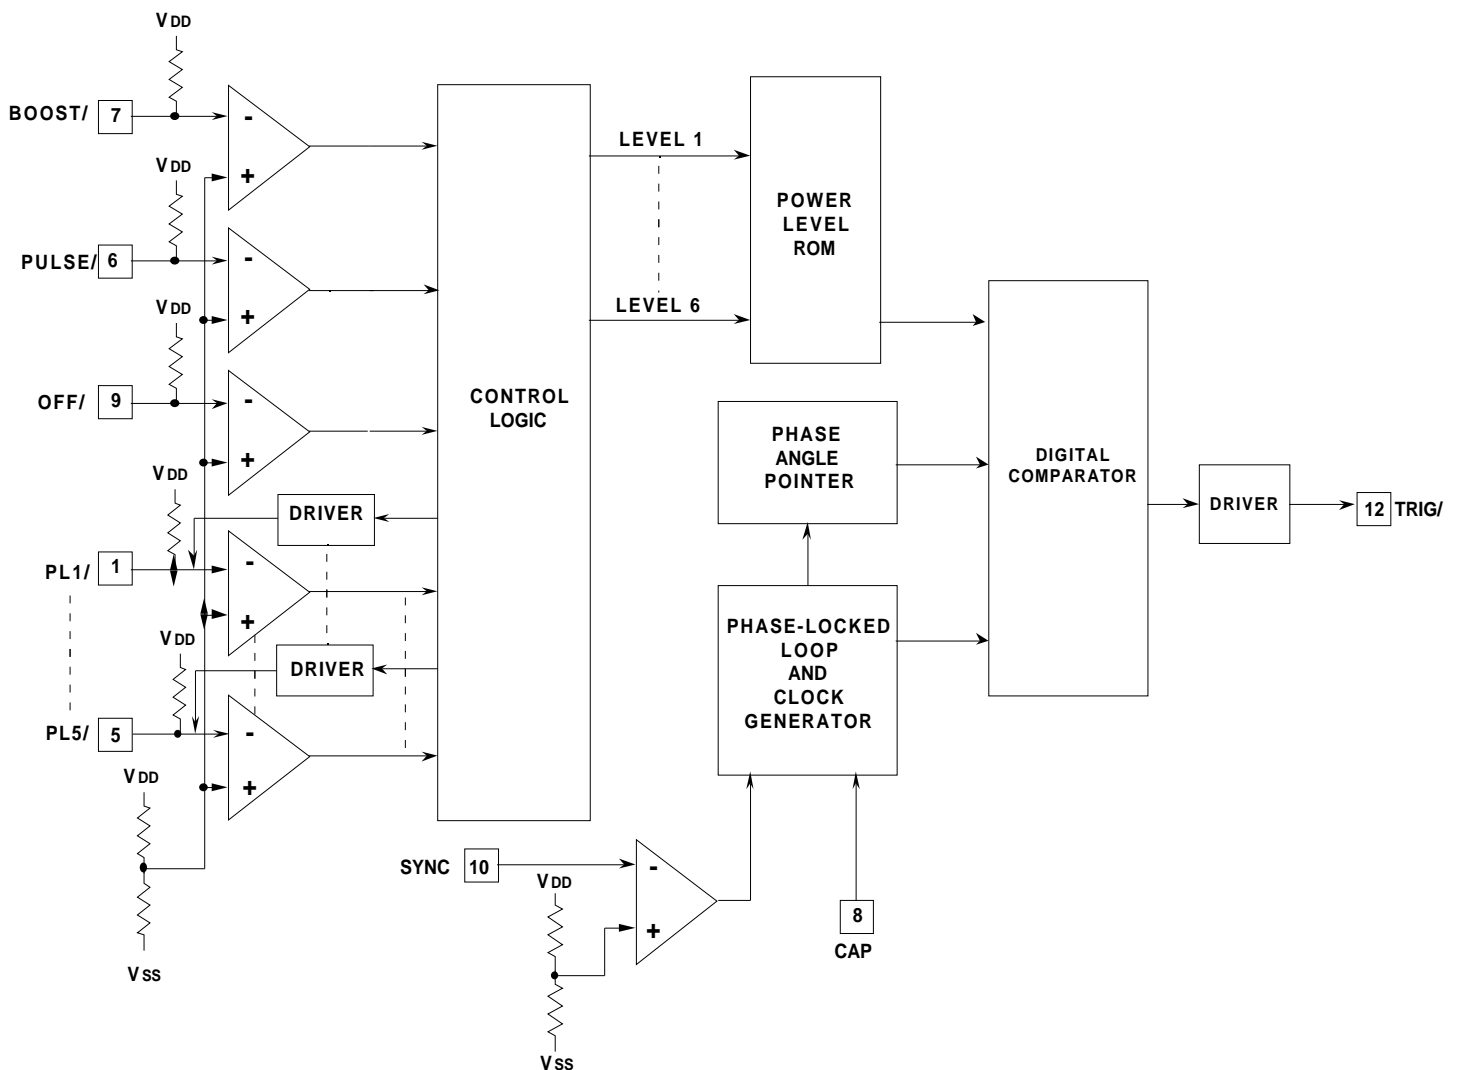 VDD
BOOST/ 7
-
+
VDD
PULSE/ 6
-
+
VDD
OFF/ 9
-
+
VDD
PL1/ 1
-
+
DRIVER
VDD
DRIVER
PL5/ 5
-
+
VDD
VSS
CONTROL
LOGIC
LEVEL 1
LEVEL 6
POWER
LEVEL
ROM
PHASE
ANGLE
POINTER
PHASE-LOCKED
LOOP
AND
CLOCK
GENERATOR
SYNC 10
VDD
-
+
VSS
8
CAP
DIGITAL
COMPARATOR
DRIVER
12 TRIG/